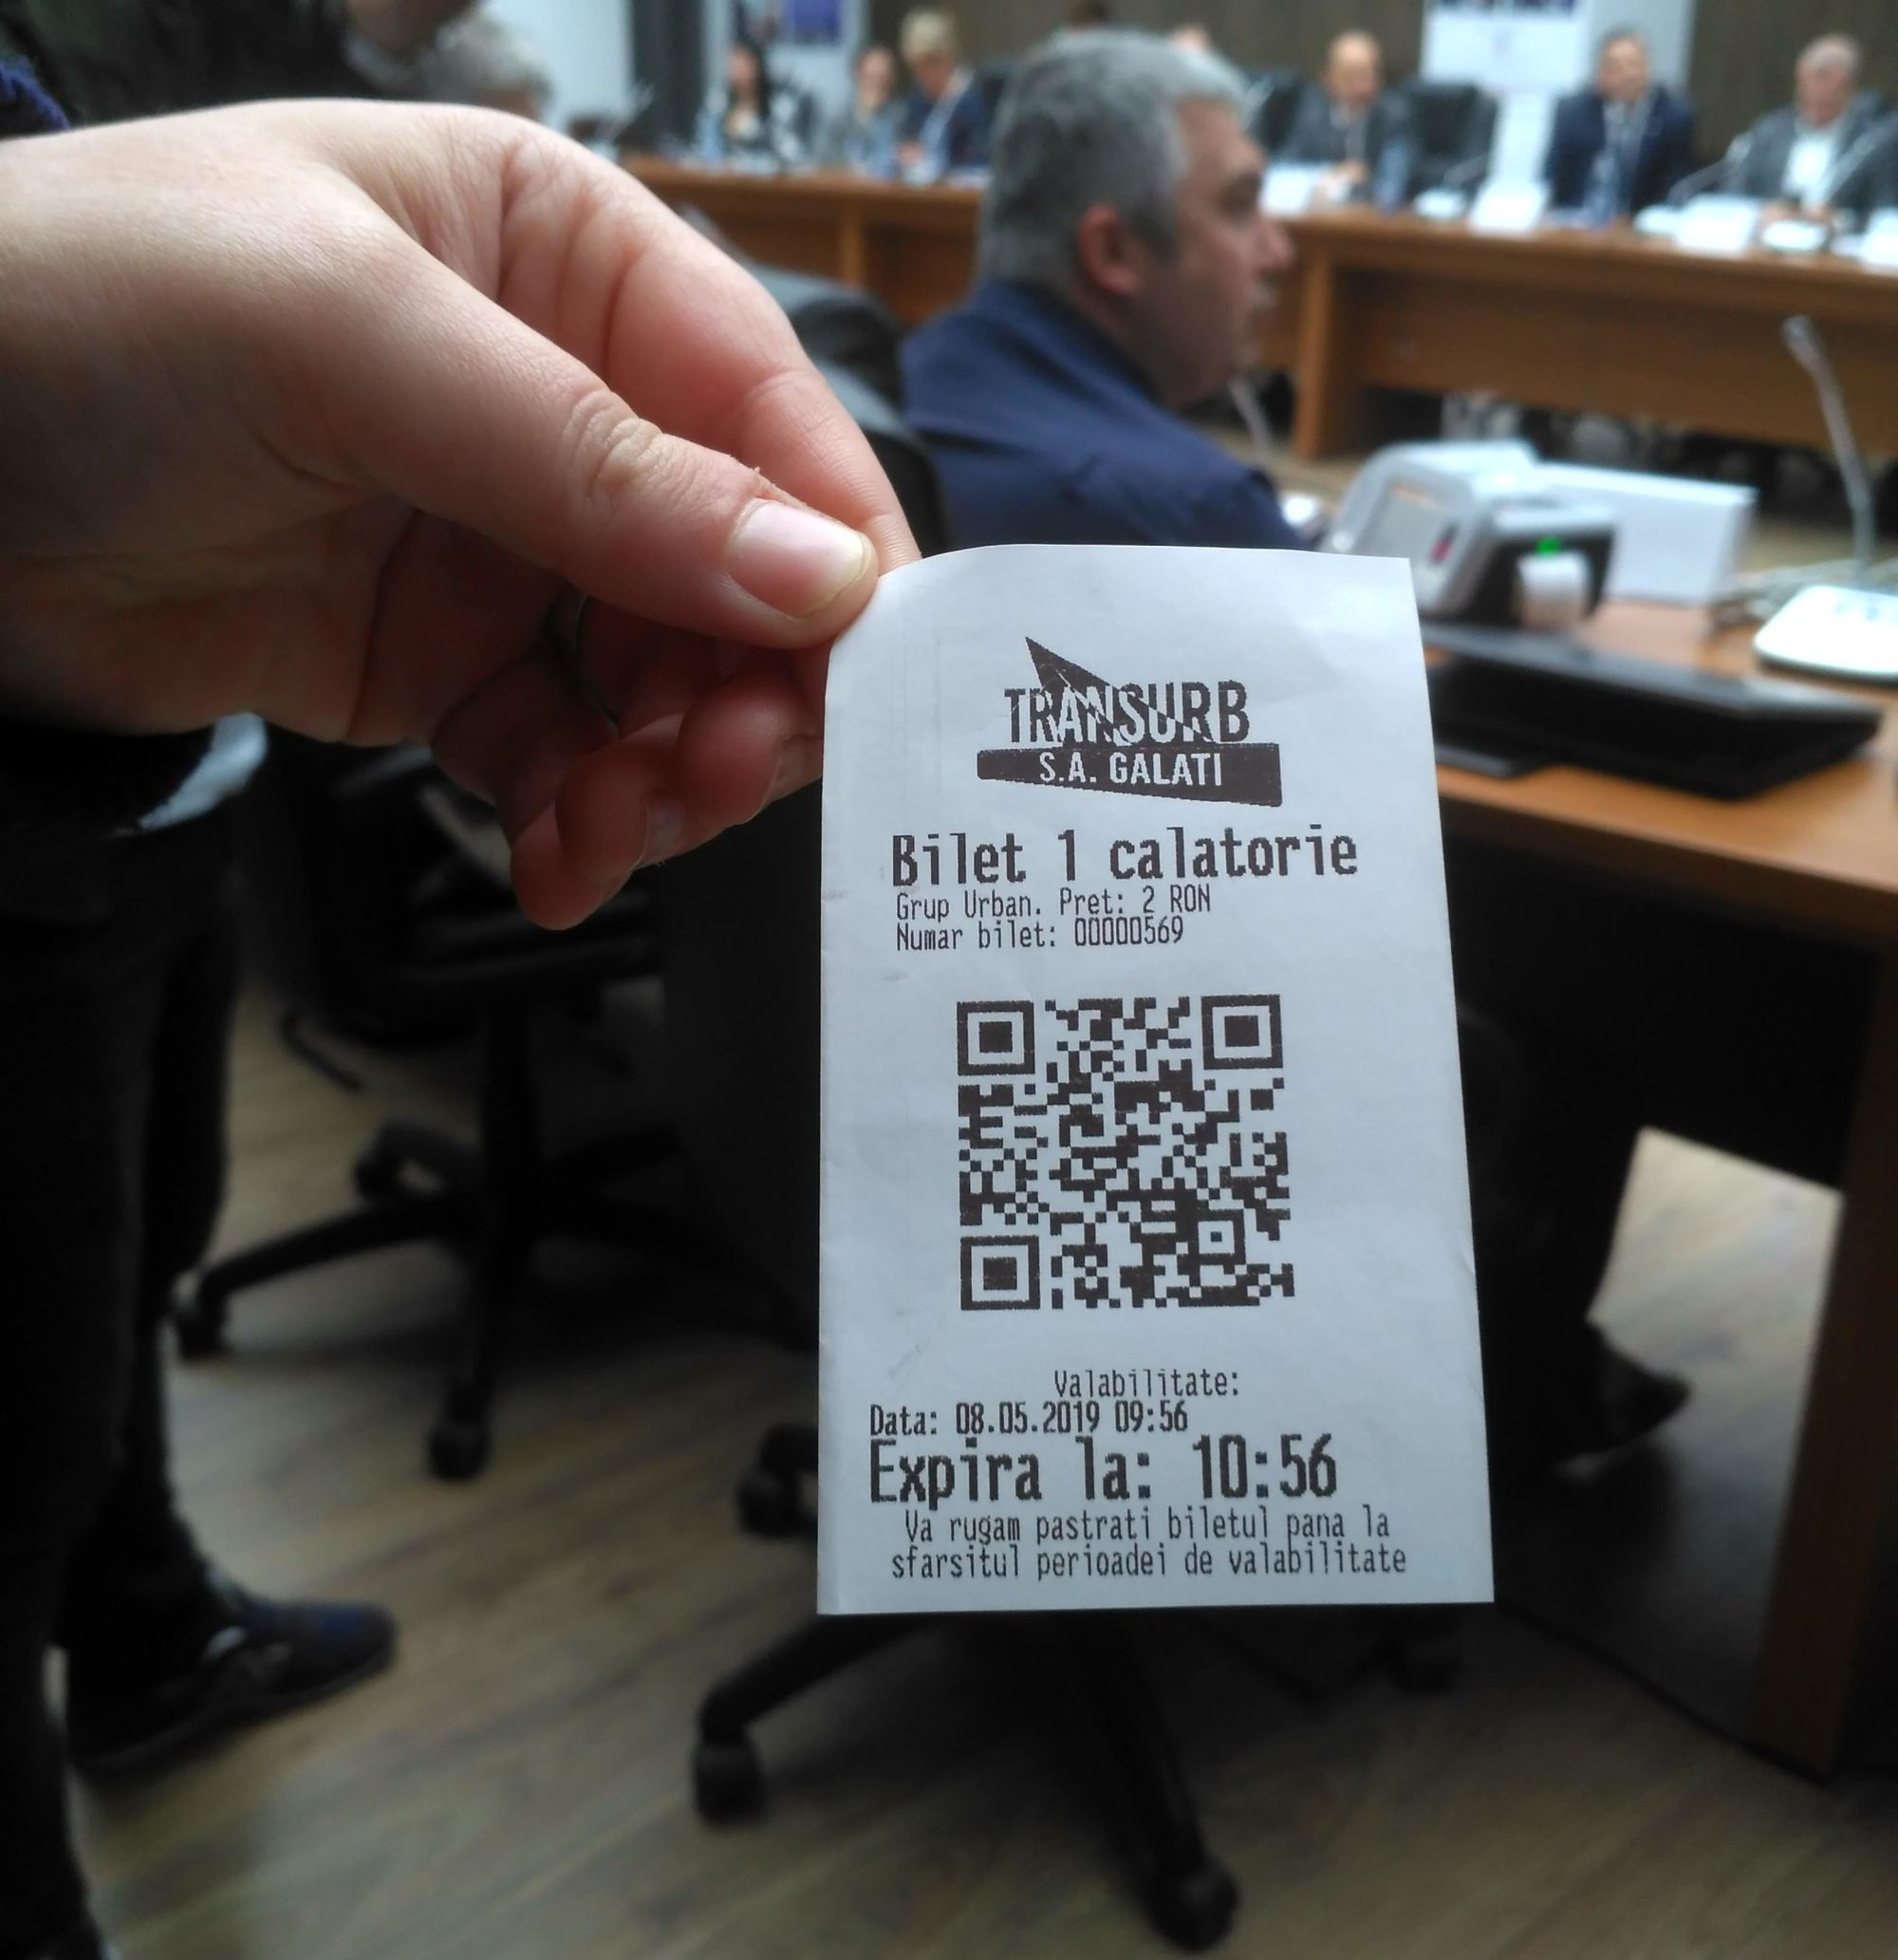 TRANSURB
S.A. GALATI
Bilet 1 calatorie
Grup Urban. Pret: 2 RON
Numar bilet: 00000569
Valabilitate:
Data: 08.05.2019 09:56
Expira la: 10:56
Va rugam pastrati biletul pana la
sfarsitul perioadei de valabilitate